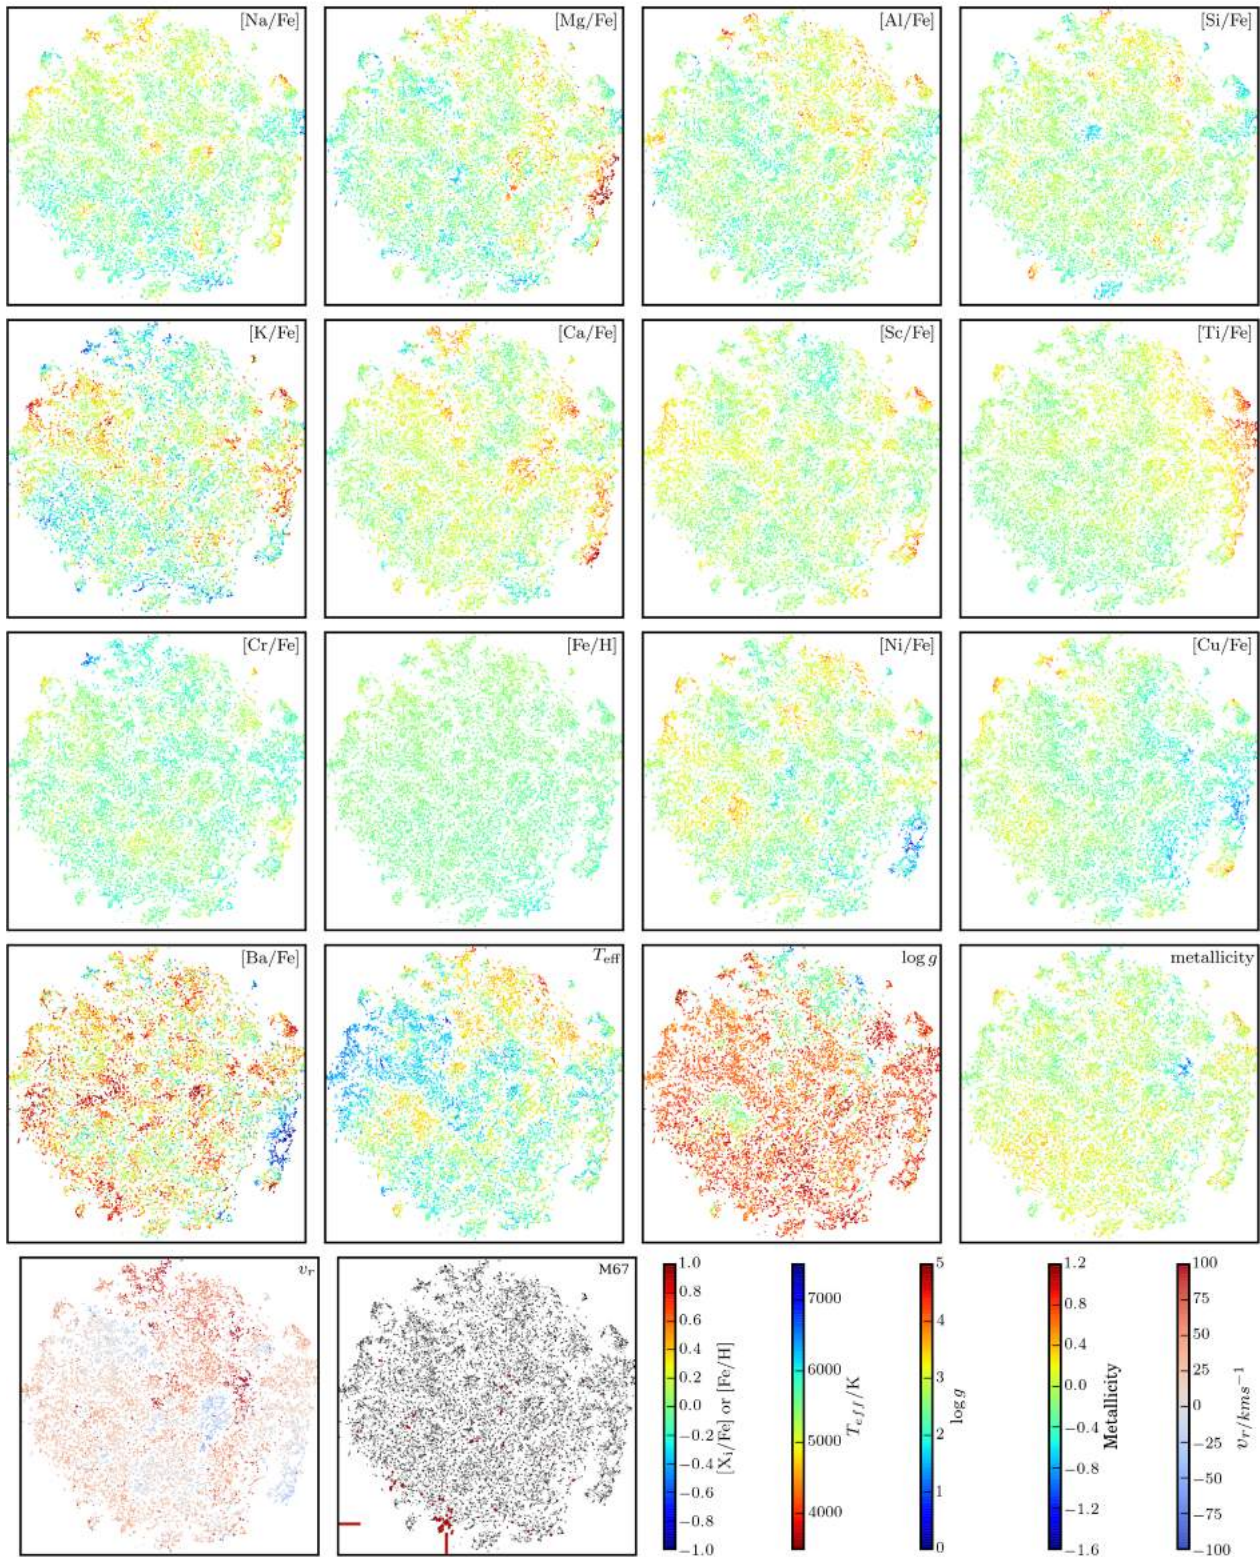 [Na/Fe]
[Mg/Fe]
[Al/Fe]
[Si/Fe]
[K/Fe]
[Ca/Fe]
[Sc/Fe]
[Ti/Fe]
[Cr/Fe]
[Fe/H]
[Ni/Fe]
[Cu/Fe]
[Ba/Fe]
T_eff
log g
metallicity
v_r
M67
1.0
0.8
0.6
0.4
0.2
0.0
−0.2
−0.4
−0.6
−0.8
−1.0
[X_i/Fe] or [Fe/H]
7000
6000
5000
4000
T_eff/K
5
4
3
2
1
0
log g
1.2
0.8
0.4
0.0
−0.4
−0.8
−1.2
−1.6
Metallicity
100
75
50
25
0
−25
−50
−75
−100
v_r/kms⁻¹